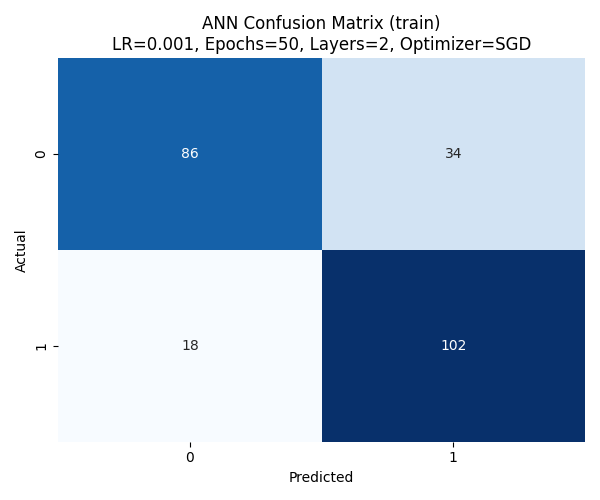 ANN Confusion Matrix (train)
LR=0.001, Epochs=50, Layers=2, Optimizer=SGD
Actual
0
86
34
1
18
102
0
1
Predicted